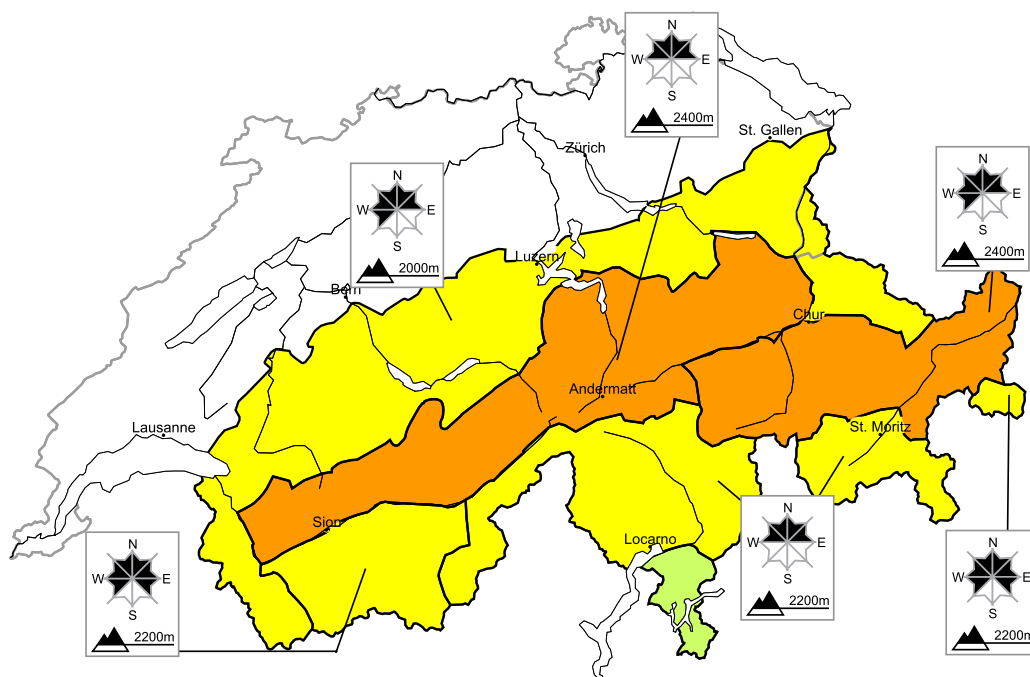 N
W E
S
2400m
St. Gallen
Zürich
N
W E
S
2400m
N
W E
S
2000m
Luzern
Bern
Chur
Andermatt
St. Moritz
Lausanne
Sion
Locarno
N
W E
S
2200m
N
W E
S
2200m
N
W E
S
2200m